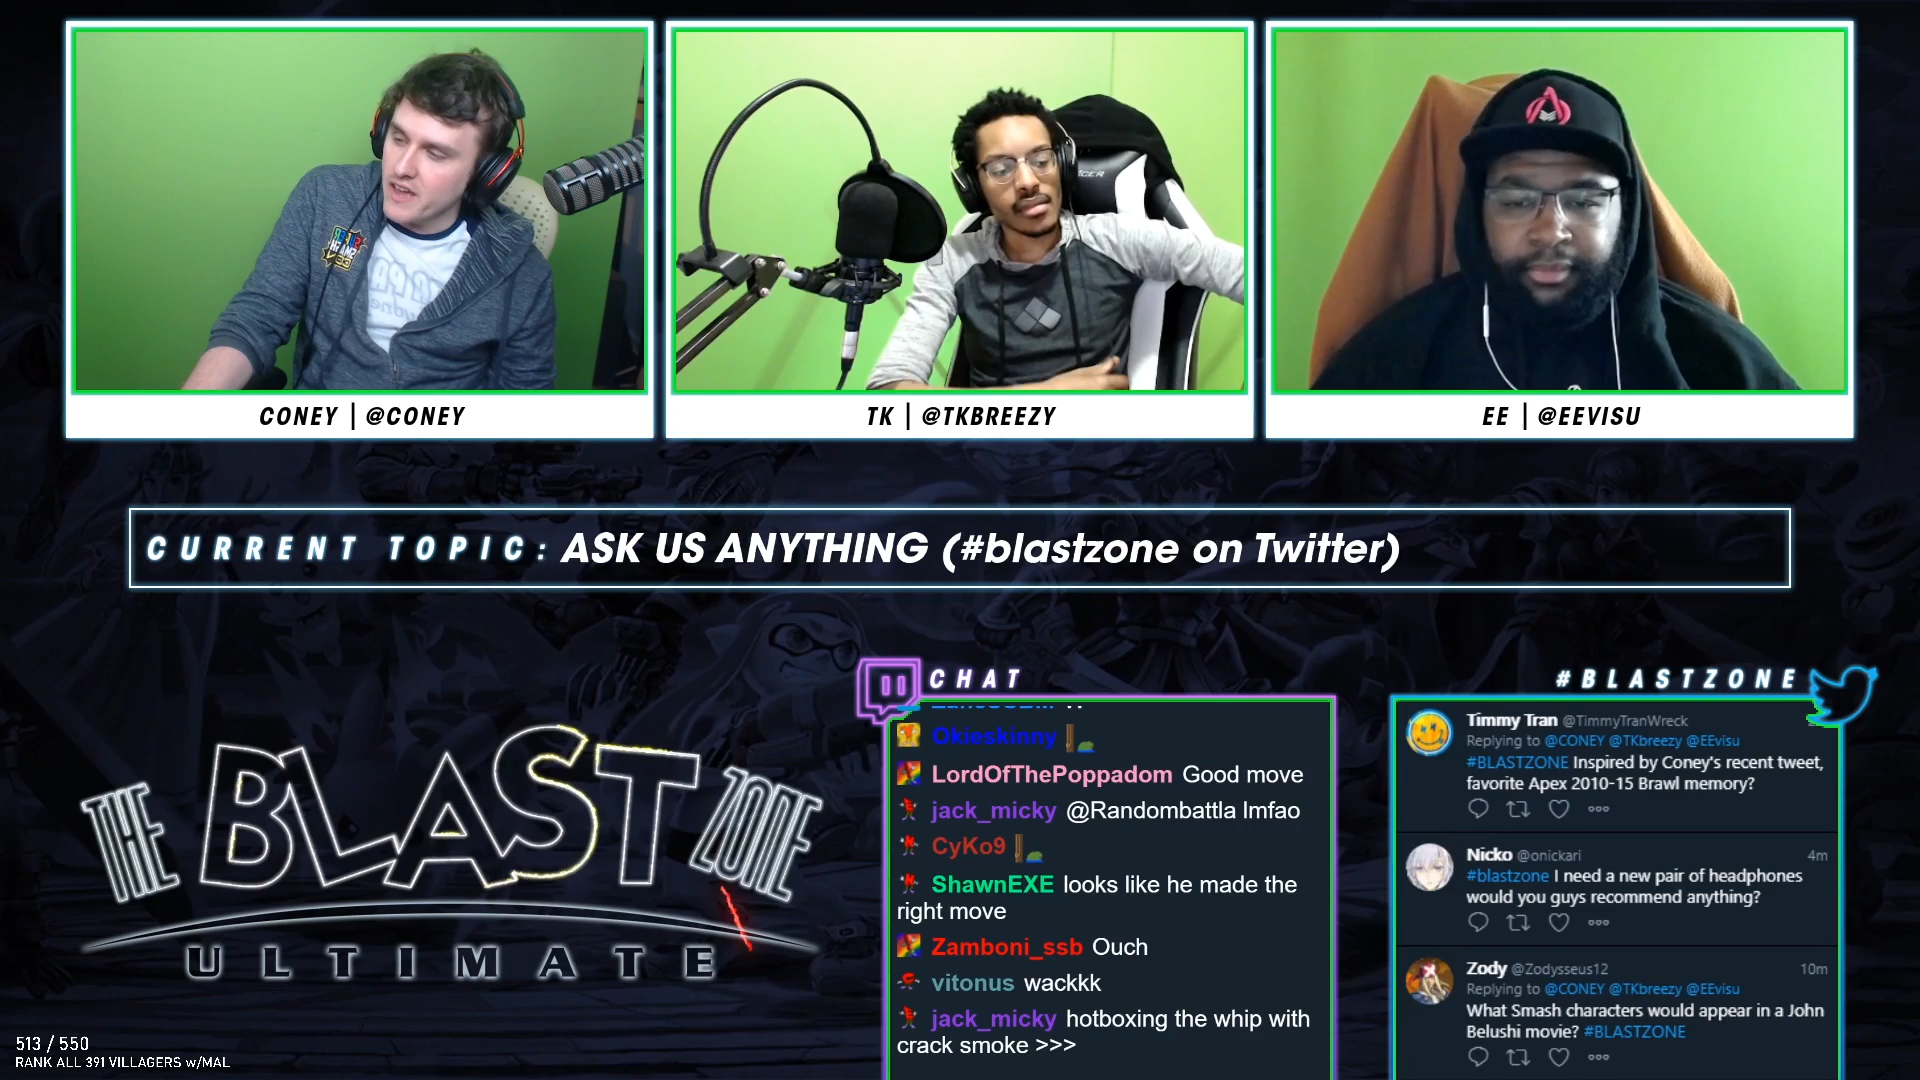 CONEY | @CONEY
TK | @TKBREEZY
EE | @EEVISU
CURRENT TOPIC: ASK US ANYTHING (#blastzone on Twitter)
THE BLAST ZONE
ULTIMATE
513 / 550
RANK ALL 391 VILLAGERS w/MAL
CHAT
Okieskinny
LordOfThePoppadom Good move
jack_micky @Randombattla lmfao
CyKo9
ShawnEXE looks like he made the
right move
Zamboni_ssb Ouch
vitonus wackkk
jack_micky hotboxing the whip with
crack smoke >>>
#BLASTZONE
Timmy Tran @TimmyTranWreck
Replying to @CONEY @TKbreezy @EEvisu
#BLASTZONE Inspired by Coney's recent tweet,
favorite Apex 2010-15 Brawl memory?
Nicko @onickari 4m
#blastzone I need a new pair of headphones
would you guys recommend anything?
Zody @Zodysseus12 10m
Replying to @CONEY @TKbreezy @EEvisu
What Smash characters would appear in a John
Belushi movie? #BLASTZONE